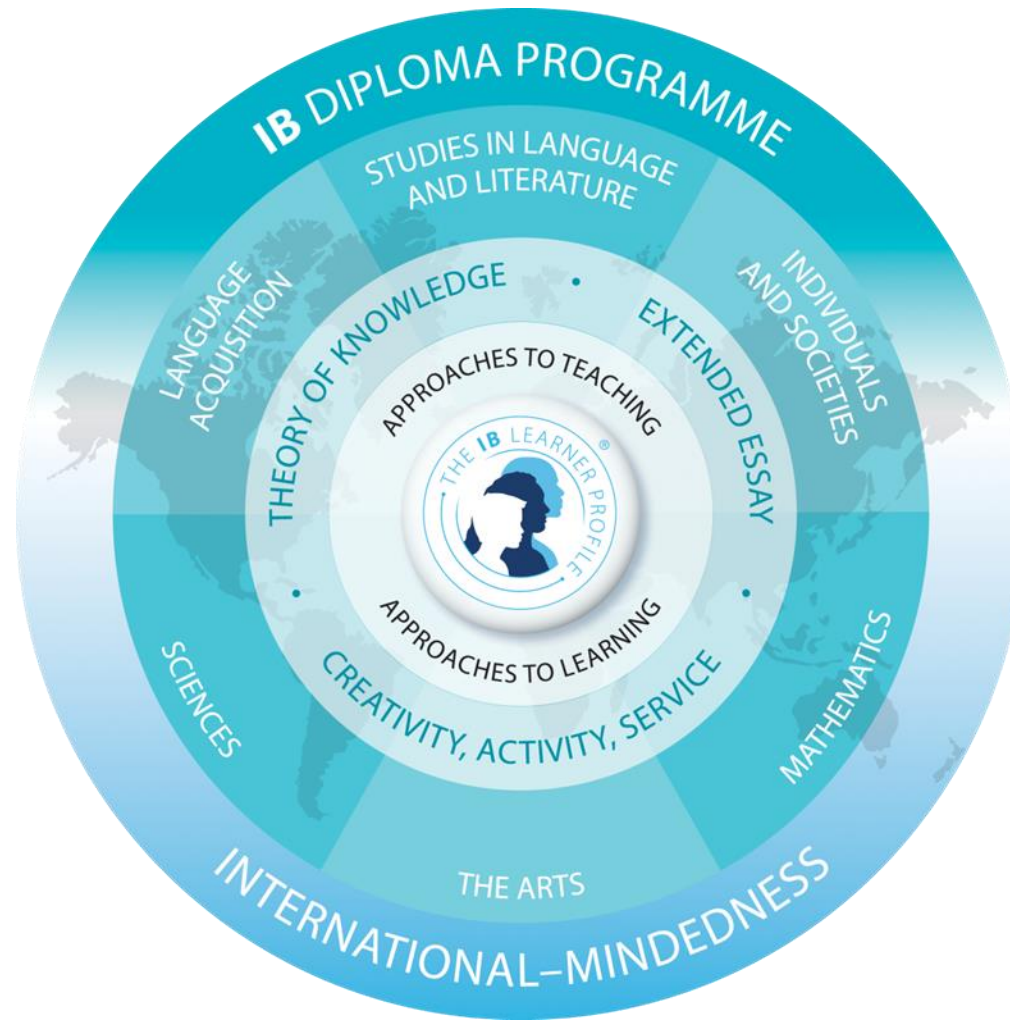 IB DIPLOMA PROGRAMME
STUDIES IN LANGUAGE
AND LITERATURE
LANGUAGE
ACQUISITION
INDIVIDUALS
AND SOCIETIES
THEORY OF KNOWLEDGE
•
EXTENDED ESSAY
APPROACHES TO TEACHING
• THE IB LEARNER PROFILE ® •
APPROACHES TO LEARNING
•
CREATIVITY, ACTIVITY, SERVICE
•
SCIENCES
MATHEMATICS
THE ARTS
INTERNATIONAL–MINDEDNESS